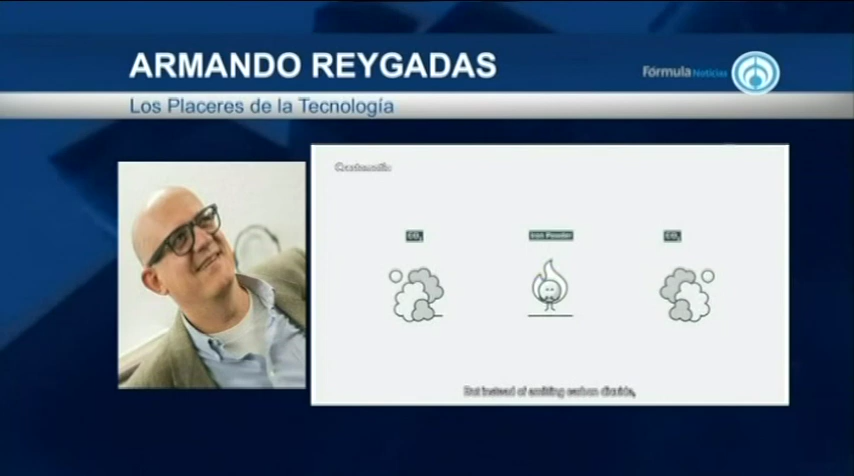 ARMANDO REYGADAS
Fórmula Noticias
Los Placeres de la Tecnología
CO₂
Iron Powder
CO₂
But instead of emitting carbon dioxide,